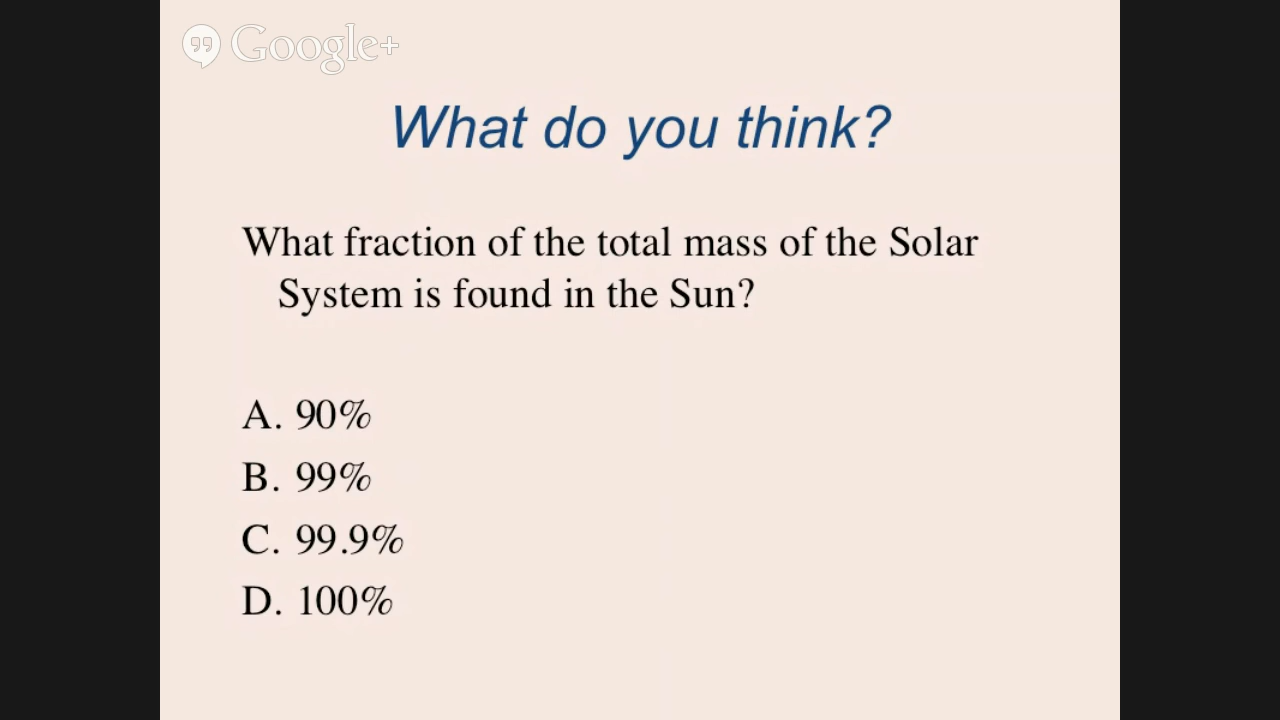 Google+
What do you think?
What fraction of the total mass of the Solar
System is found in the Sun?
A. 90%
B. 99%
C. 99.9%
D. 100%